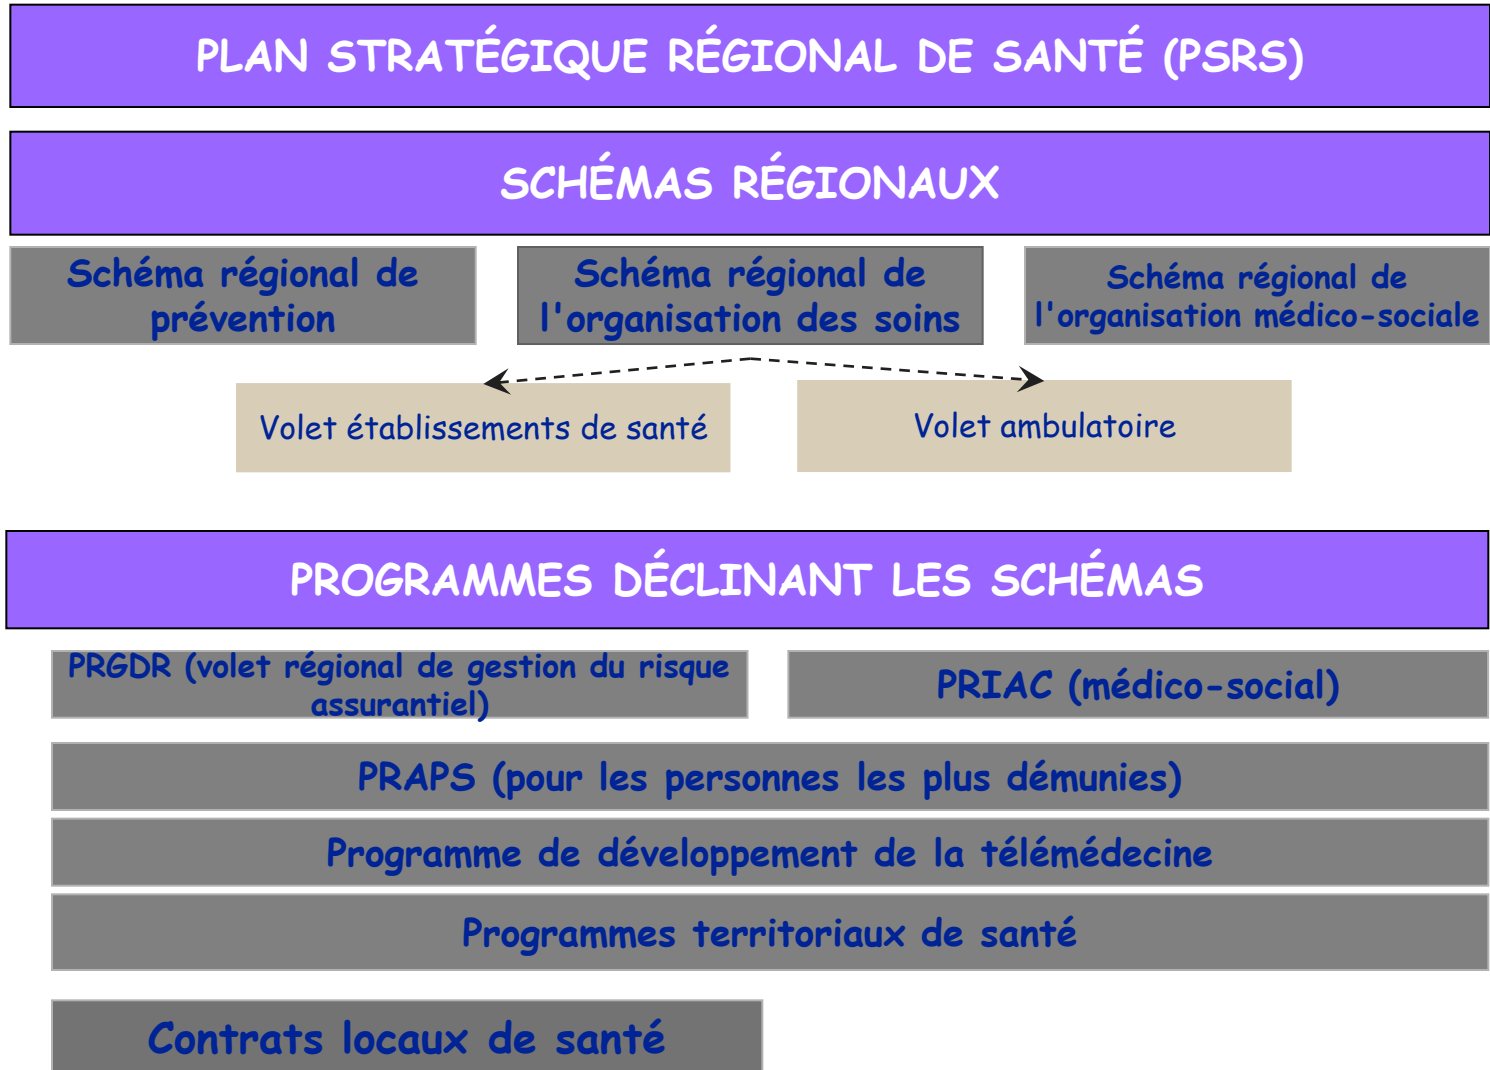 PLAN STRATÉGIQUE RÉGIONAL DE SANTÉ (PSRS)
SCHÉMAS RÉGIONAUX
Schéma régional de
prévention
Schéma régional de
l'organisation des soins
Schéma régional de
l'organisation médico-sociale
Volet établissements de santé
Volet ambulatoire
PROGRAMMES DÉCLINANT LES SCHÉMAS
PRGDR (volet régional de gestion du risque
assurantiel)
PRIAC (médico-social)
PRAPS (pour les personnes les plus démunies)
Programme de développement de la télémédecine
Programmes territoriaux de santé
Contrats locaux de santé